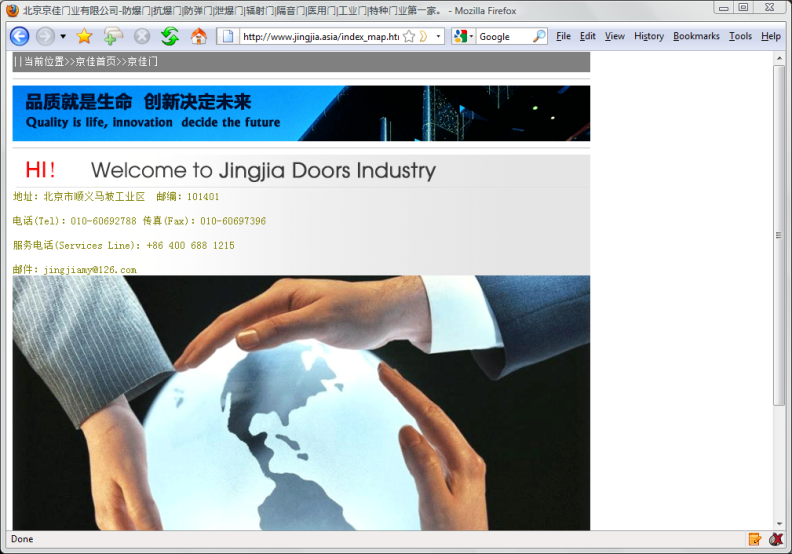 北京京佳门业有限公司-防爆门|抗爆门|防弹门|泄爆门|辐射门|隔音门|医用门|工业门|特种门业第一家。 - Mozilla Firefox
http://www.jingjia.asia/index_map.ht
Google
File Edit View History Bookmarks Tools Help
||当前位置>>京佳首页>>京佳门
品质就是生命 创新决定未来
Quality is life, innovation decide the future
HI! Welcome to Jingjia Doors Industry
地址: 北京市顺义马坡工业区 邮编: 101401
电话(Tel): 010-60692788 传真(Fax): 010-60697396
服务电话(Services Line): +86 400 688 1215
邮件: jingjiamy@126.com
Done